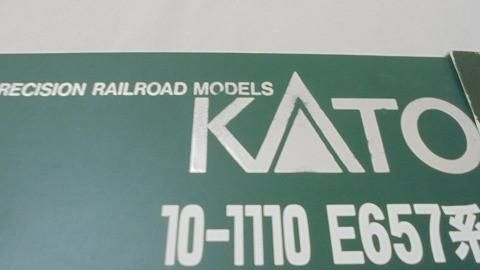 RECISION RAILROAD MODELS
KATO
10-1110 E657系